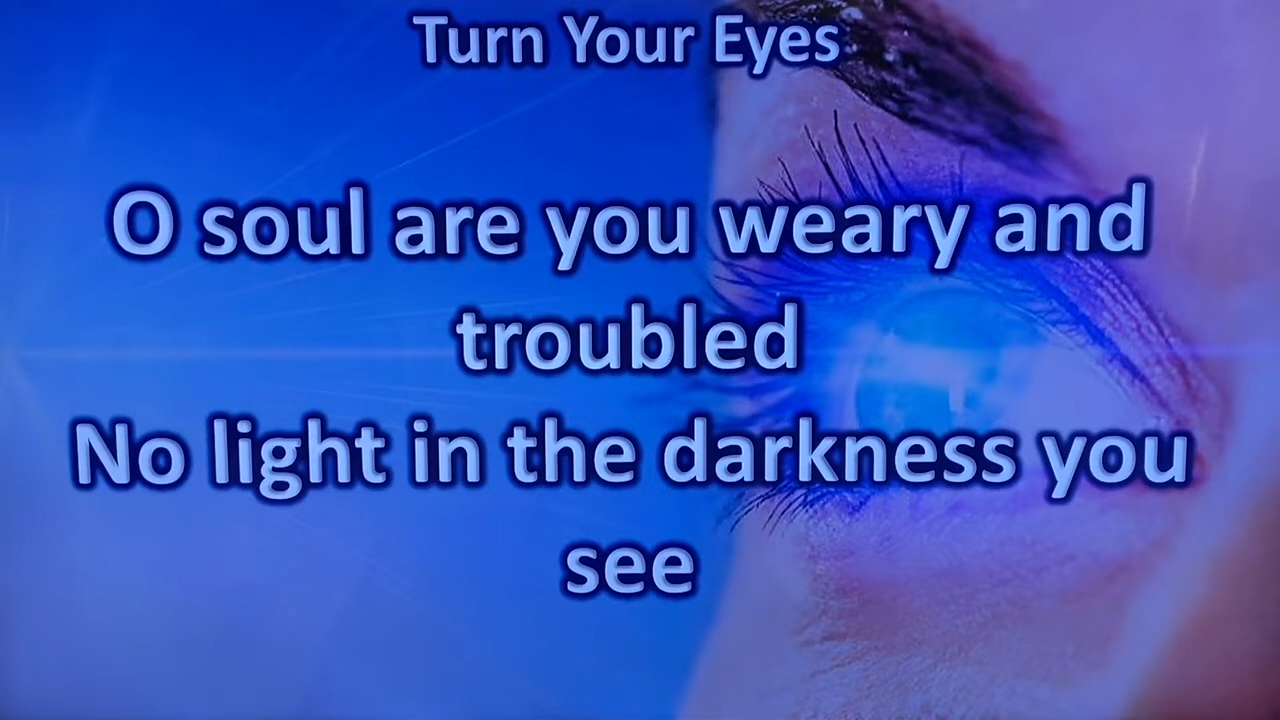 Turn Your Eyes
O soul are you weary and
troubled
No light in the darkness you
see